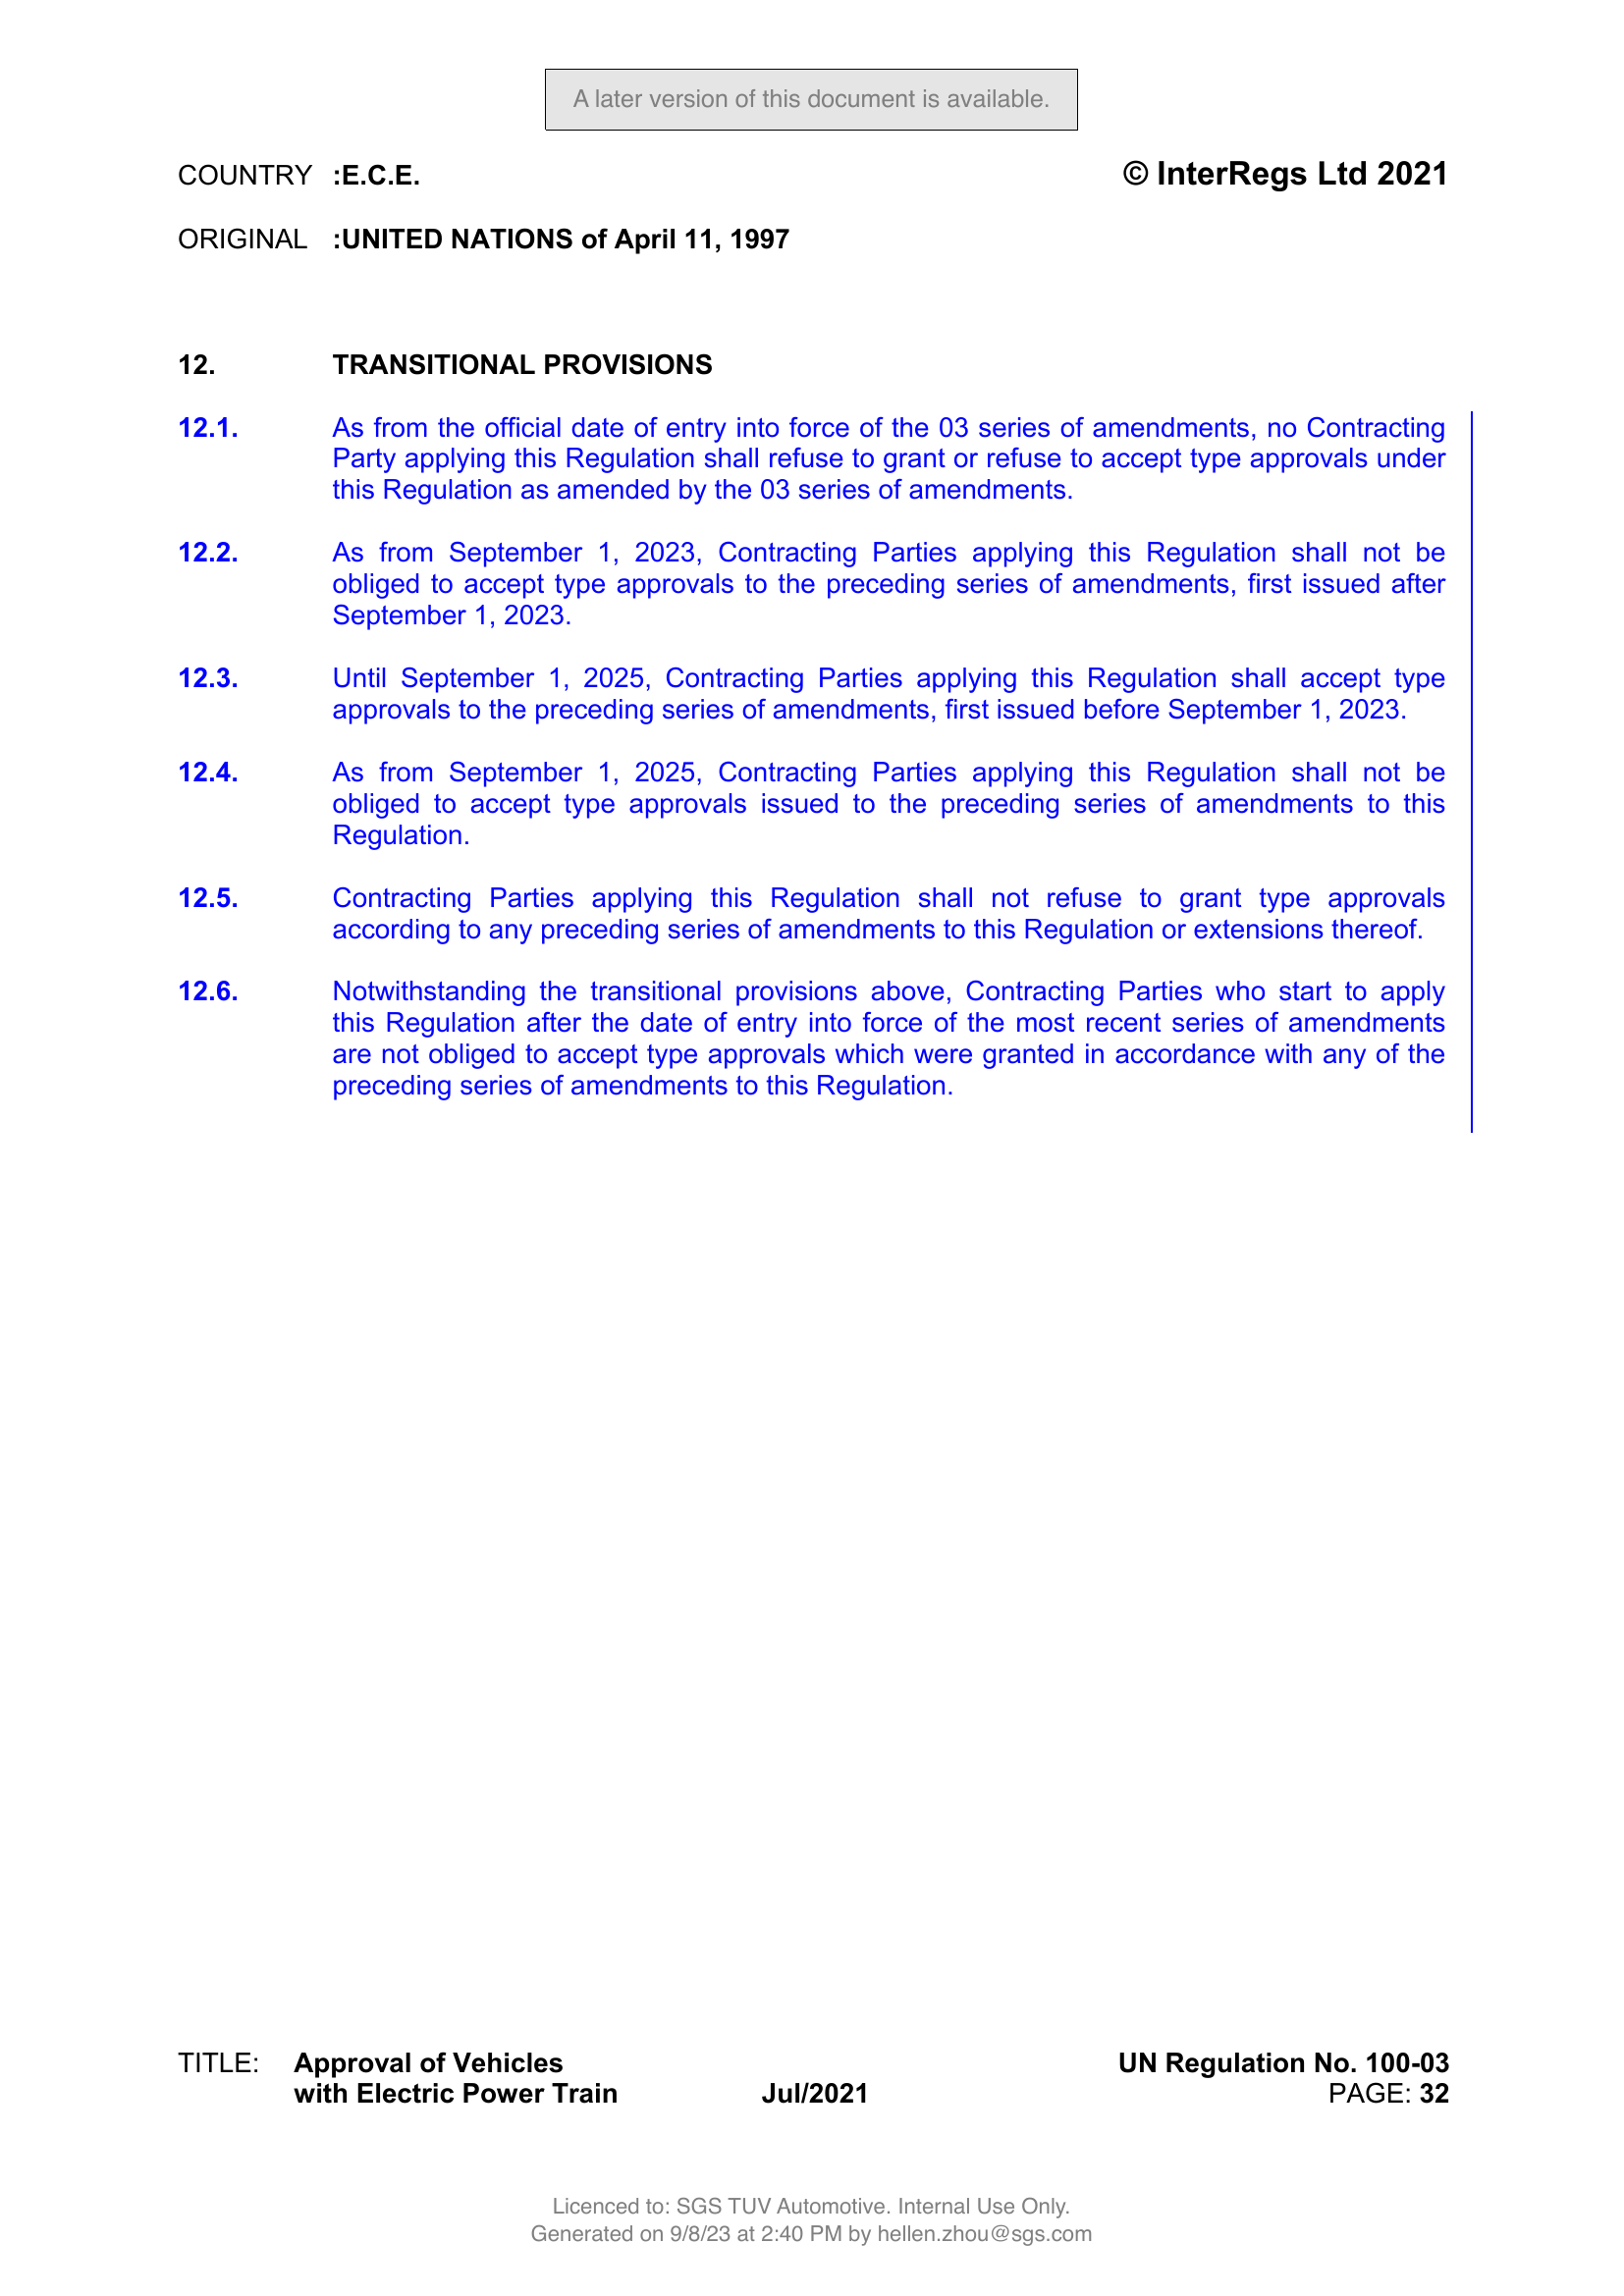 A later version of this document is available.
COUNTRY :E.C.E. © InterRegs Ltd 2021
ORIGINAL :UNITED NATIONS of April 11, 1997
12. TRANSITIONAL PROVISIONS
12.1. As from the official date of entry into force of the 03 series of amendments, no Contracting
Party applying this Regulation shall refuse to grant or refuse to accept type approvals under
this Regulation as amended by the 03 series of amendments.
12.2. As from September 1, 2023, Contracting Parties applying this Regulation shall not be
obliged to accept type approvals to the preceding series of amendments, first issued after
September 1, 2023.
12.3. Until September 1, 2025, Contracting Parties applying this Regulation shall accept type
approvals to the preceding series of amendments, first issued before September 1, 2023.
12.4. As from September 1, 2025, Contracting Parties applying this Regulation shall not be
obliged to accept type approvals issued to the preceding series of amendments to this
Regulation.
12.5. Contracting Parties applying this Regulation shall not refuse to grant type approvals
according to any preceding series of amendments to this Regulation or extensions thereof.
12.6. Notwithstanding the transitional provisions above, Contracting Parties who start to apply
this Regulation after the date of entry into force of the most recent series of amendments
are not obliged to accept type approvals which were granted in accordance with any of the
preceding series of amendments to this Regulation.
TITLE: Approval of Vehicles UN Regulation No. 100-03
with Electric Power Train Jul/2021 PAGE: 32
Licenced to: SGS TUV Automotive. Internal Use Only.
Generated on 9/8/23 at 2:40 PM by hellen.zhou@sgs.com